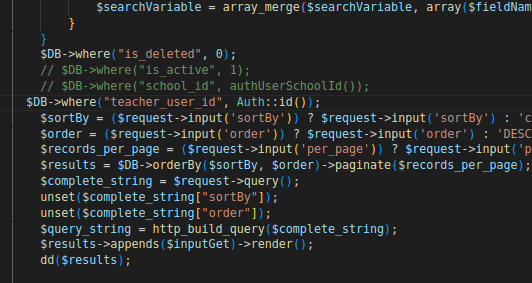 $searchVariable = array_merge($searchVariable, array($fieldNam
}
}
$DB->where("is_deleted", 0);
// $DB->where("is_active", 1);
// $DB->where("school_id", authUserSchoolId());
$DB->where("teacher_user_id", Auth::id());
$sortBy = ($request->input('sortBy')) ? $request->input('sortBy') : 'c
$order = ($request->input('order')) ? $request->input('order') : 'DESC
$records_per_page = ($request->input('per_page')) ? $request->input('p
$results = $DB->orderBy($sortBy, $order)->paginate($records_per_page);
$complete_string = $request->query();
unset($complete_string["sortBy"]);
unset($complete_string["order"]);
$query_string = http_build_query($complete_string);
$results->appends($inputGet)->render();
dd($results);